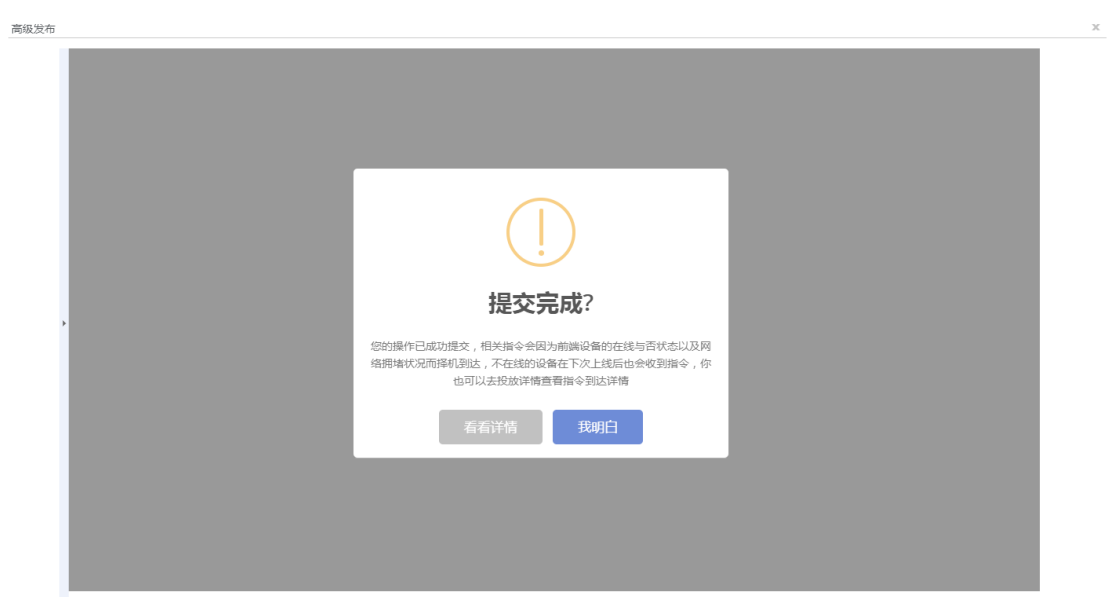 高级发布
提交完成?
您的操作已成功提交，相关指令会因为前端设备的在线与否状态以及网
络拥堵状况而择机到达，不在线的设备在下次上线后也会收到指令，你
也可以去投放详情查看指令到达详情
看看详情 我明白